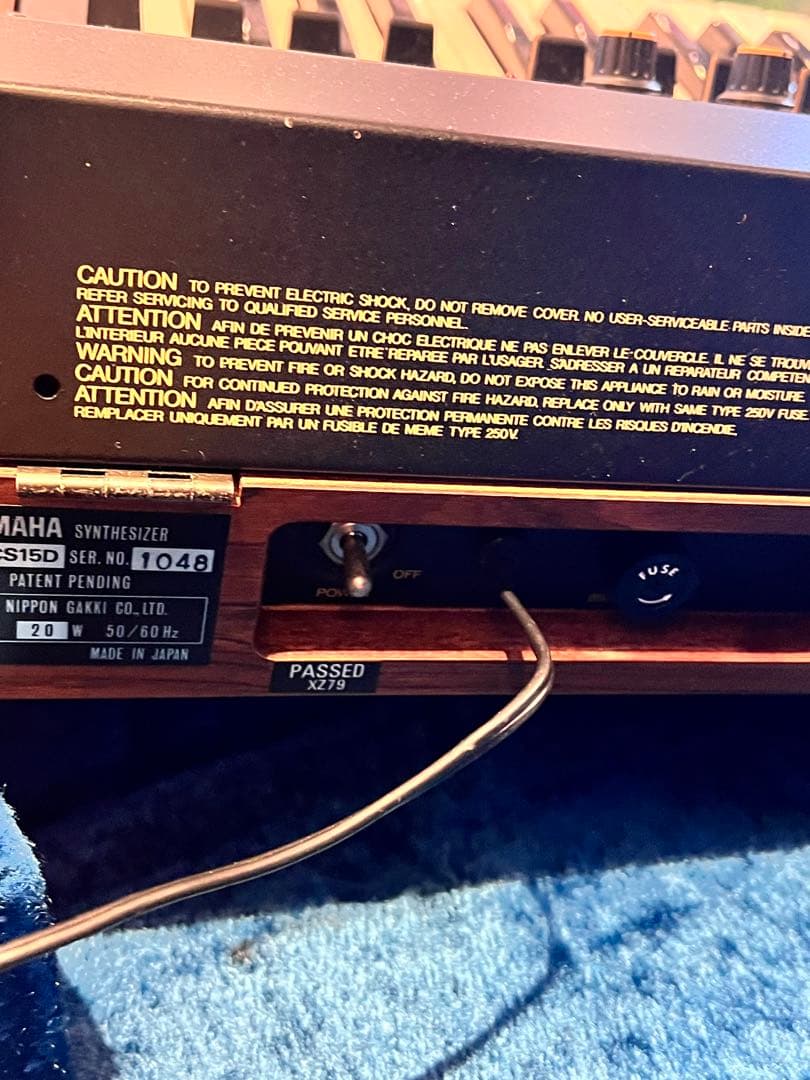 CAUTION TO PREVENT ELECTRIC SHOCK, DO NOT REMOVE COVER. NO USER-SERVICEABLE PARTS INSIDE
REFER SERVICING TO QUALIFIED SERVICE PERSONNEL.
ATTENTION AFIN DE PREVENIR UN CHOC ELECTRIQUE NE PAS ENLEVER LE COUVERCLE. IL NE SE TROUV
L'INTERIEUR AUCUNE PIECE POUVANT ETRE REPAREE PAR L'USAGER. S'ADRESSER A UN REPARATEUR COMPETEN
WARNING TO PREVENT FIRE OR SHOCK HAZARD, DO NOT EXPOSE THIS APPLIANCE TO RAIN OR MOISTURE.
CAUTION FOR CONTINUED PROTECTION AGAINST FIRE HAZARD, REPLACE ONLY WITH SAME TYPE 250V FUSE
ATTENTION AFIN D'ASSURER UNE PROTECTION PERMANENTE CONTRE LES RISQUES D'INCENDIE,
REMPLACER UNIQUEMENT PAR UN FUSIBLE DE MEME TYPE 250V.
MAHA SYNTHESIZER
CS15D SER. NO. 1048
PATENT PENDING
NIPPON GAKKI CO., LTD.
20 W 50/60 Hz
MADE IN JAPAN
PO
OFF
FUSE
PASSED
XZ79